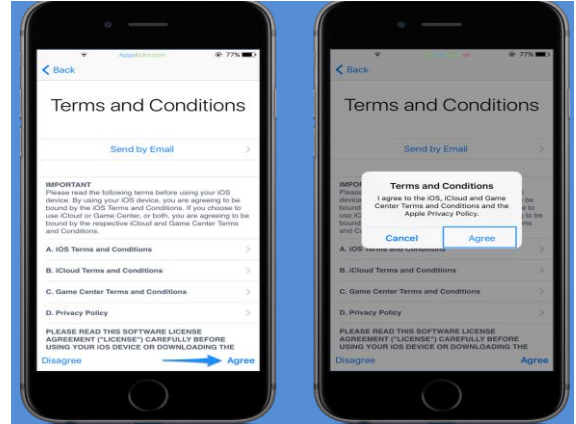 AppsEcho.com
77%
Back
Terms and Conditions
Send by Email
IMPORTANT
Please read the following terms before using your iOS
device. By using your iOS device, you are agreeing to be
bound by the iOS Terms and Conditions. If you choose to
use iCloud or Game Center, or both, you are agreeing to be
bound by the respective iCloud and Game Center Terms
and Conditions.
A. iOS Terms and Conditions
B. iCloud Terms and Conditions
C. Game Center Terms and Conditions
D. Privacy Policy
PLEASE READ THIS SOFTWARE LICENSE
AGREEMENT ("LICENSE") CAREFULLY BEFORE
USING YOUR iOS DEVICE OR DOWNLOADING THE
Disagree
Agree
77%
Back
Terms and Conditions
Send by Email
Terms and Conditions
I agree to the iOS, iCloud and Game
Center Terms and Conditions and the
Apple Privacy Policy.
Cancel
Agree
A. iOS Terms and Conditions
B. iCloud Terms and Conditions
C. Game Center Terms and Conditions
D. Privacy Policy
PLEASE READ THIS SOFTWARE LICENSE
AGREEMENT ("LICENSE") CAREFULLY BEFORE
USING YOUR iOS DEVICE OR DOWNLOADING THE
Disagree
Agree